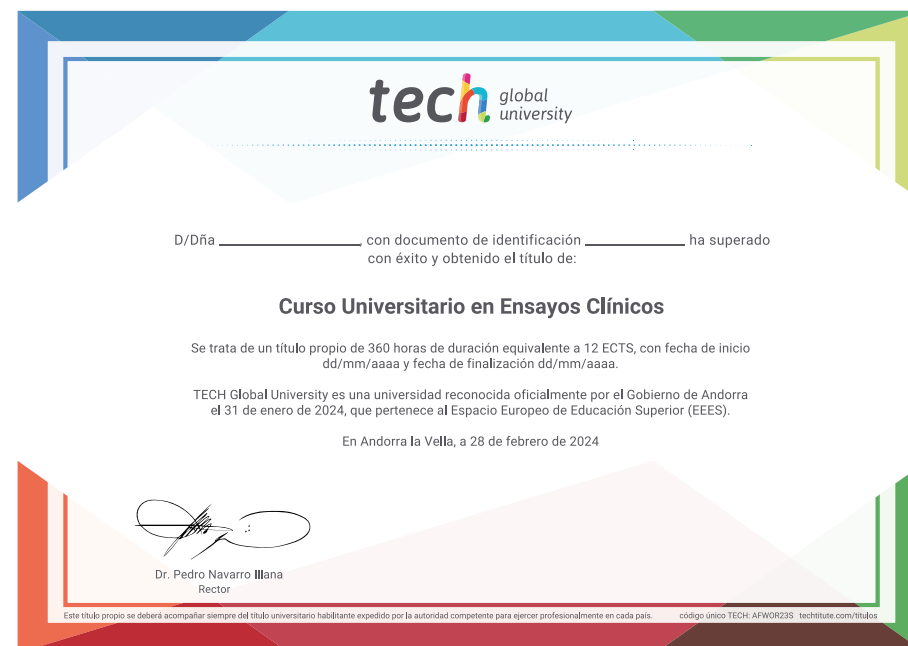 tech global university
D/Dña ____________________, con documento de identificación ______________ ha superado
con éxito y obtenido el título de:
Curso Universitario en Ensayos Clínicos
Se trata de un título propio de 360 horas de duración equivalente a 12 ECTS, con fecha de inicio
dd/mm/aaaa y fecha de finalización dd/mm/aaaa.
TECH Global University es una universidad reconocida oficialmente por el Gobierno de Andorra
el 31 de enero de 2024, que pertenece al Espacio Europeo de Educación Superior (EEES).
En Andorra la Vella, a 28 de febrero de 2024
Dr. Pedro Navarro Illana
Rector
Este título propio se deberá acompañar siempre del título universitario habilitante expedido por la autoridad competente para ejercer profesionalmente en cada país. código único TECH: AFWOR23S techtitute.com/titulos